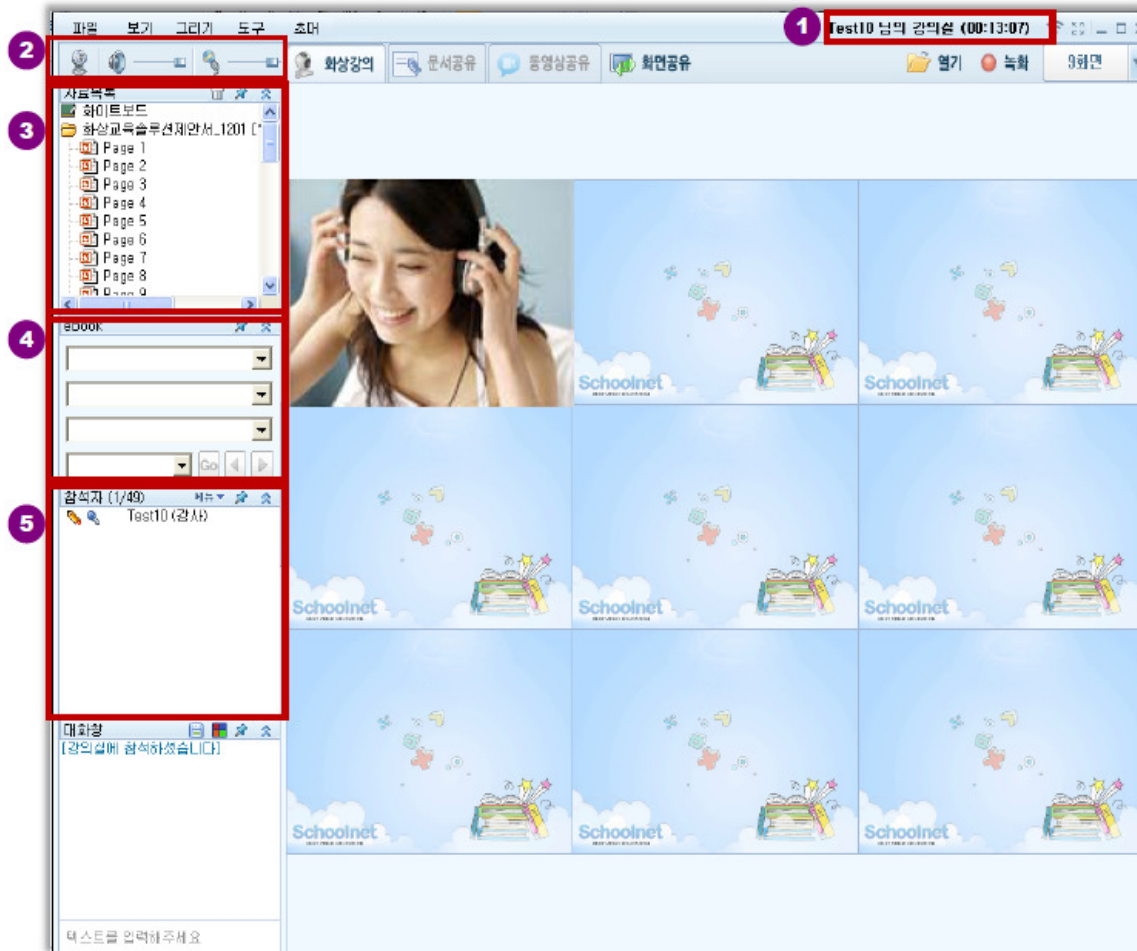 1
Test10 님의 강의실 (00:13:07)
파일 보기 그리기 도구 초대
2
화상강의 문서공유 동영상공유 화면공유 열기 녹화 9화면
3
자료목록
화이트보드
화상교육솔루션제안서_1201 [
Page 1
Page 2
Page 3
Page 4
Page 5
Page 6
Page 7
Page 8
Page 9
4
ebook
Go
5
참석자 (1/49) 메뉴
Test10 (강사)
대화창
[강의실에 참석하셨습니다]
텍스트를 입력해주세요
Schoolnet
Schoolnet
Schoolnet
Schoolnet
Schoolnet
Schoolnet
Schoolnet
Schoolnet